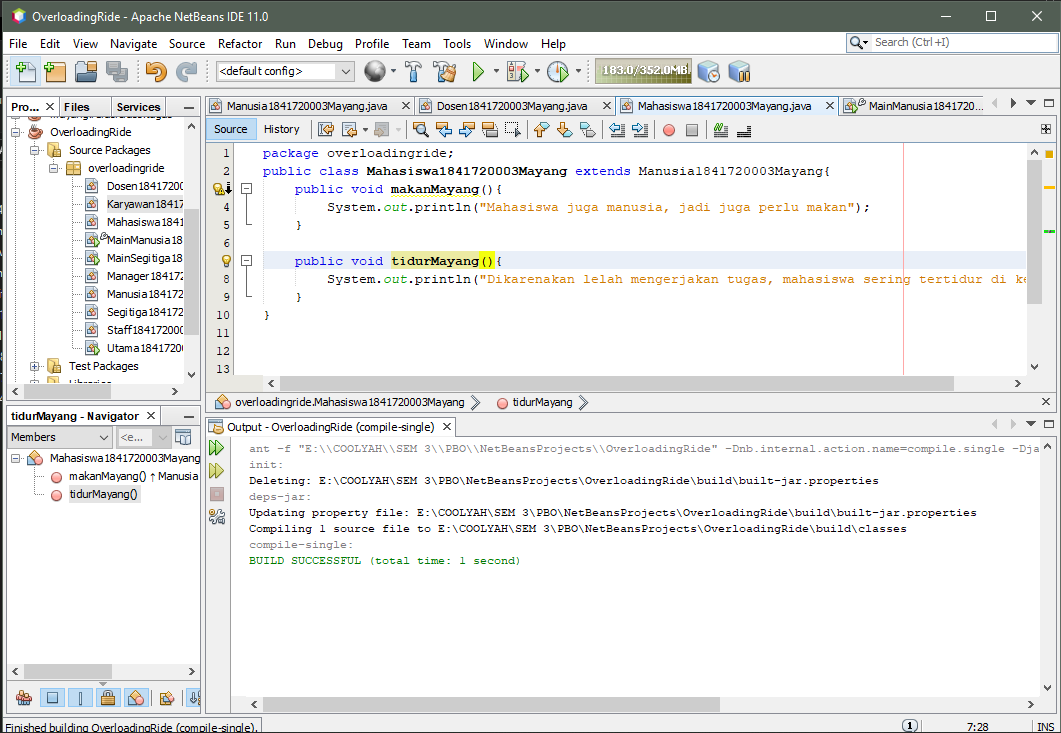 OverloadingRide - Apache NetBeans IDE 11.0
File Edit View Navigate Source Refactor Run Debug Profile Team Tools Window Help
Search (Ctrl+I)
<default config>
183.0/352.0MB
Pro... Files Services
OverloadingRide
Source Packages
overloadingride
Dosen184172000
Karyawan18417
Mahasiswa1841
MainManusia18
MainSegitiga18
Manager184172
Manusia184172
Segitiga184172
Staff18417200
Utama1841720
Test Packages
Manusia1841720003Mayang.java Dosen1841720003Mayang.java Mahasiswa1841720003Mayang.java MainManusia184172O...
Source History
1 package overloadingride;
2 public class Mahasiswa1841720003Mayang extends Manusia1841720003Mayang{
public void makanMayang(){
4 System.out.println("Mahasiswa juga manusia, jadi juga perlu makan");
5 }
6
public void tidurMayang(){
8 System.out.println("Dikarenakan lelah mengerjakan tugas, mahasiswa sering tertidur di ke
9 }
10 }
11
12
13
overloadingride.Mahasiswa1841720003Mayang tidurMayang
tidurMayang - Navigator
Members <e...
Mahasiswa1841720003Mayang
makanMayang() ↑ Manusia
tidurMayang()
Output - OverloadingRide (compile-single)
ant -f "E:\\COOLYAH\\SEM 3\\PBO\\NetBeansProjects\\OverloadingRide" -Dnb.internal.action.name=compile.single -Dja
init:
Deleting: E:\COOLYAH\SEM 3\PBO\NetBeansProjects\OverloadingRide\build\built-jar.properties
deps-jar:
Updating property file: E:\COOLYAH\SEM 3\PBO\NetBeansProjects\OverloadingRide\build\built-jar.properties
Compiling 1 source file to E:\COOLYAH\SEM 3\PBO\NetBeansProjects\OverloadingRide\build\classes
compile-single:
BUILD SUCCESSFUL (total time: 1 second)
Finished building OverloadingRide (compile-single).
1 7:28 INS